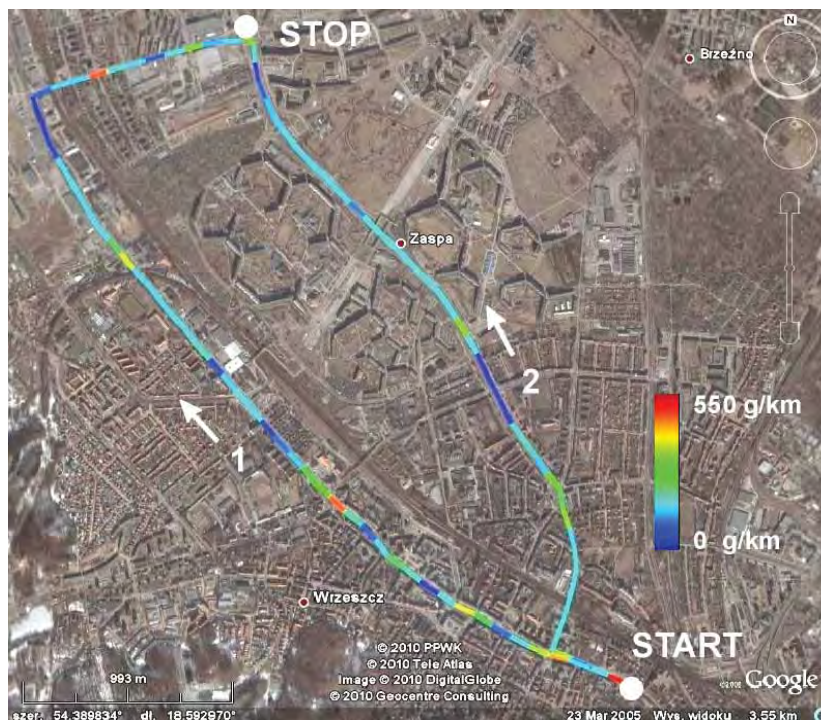 STOP
N
Brzeźno
Zaspa
2
550 g/km
1
0 g/km
Wrzeszcz
START
© 2010 PPWK
© 2010 Tele Atlas
Image © 2010 DigitalGlobe
© 2010 Geocentre Consulting
993 m
Google
szer. 54.389834° dł. 18.592970°
23 Mar 2005 Wys. widoku 3.55 km